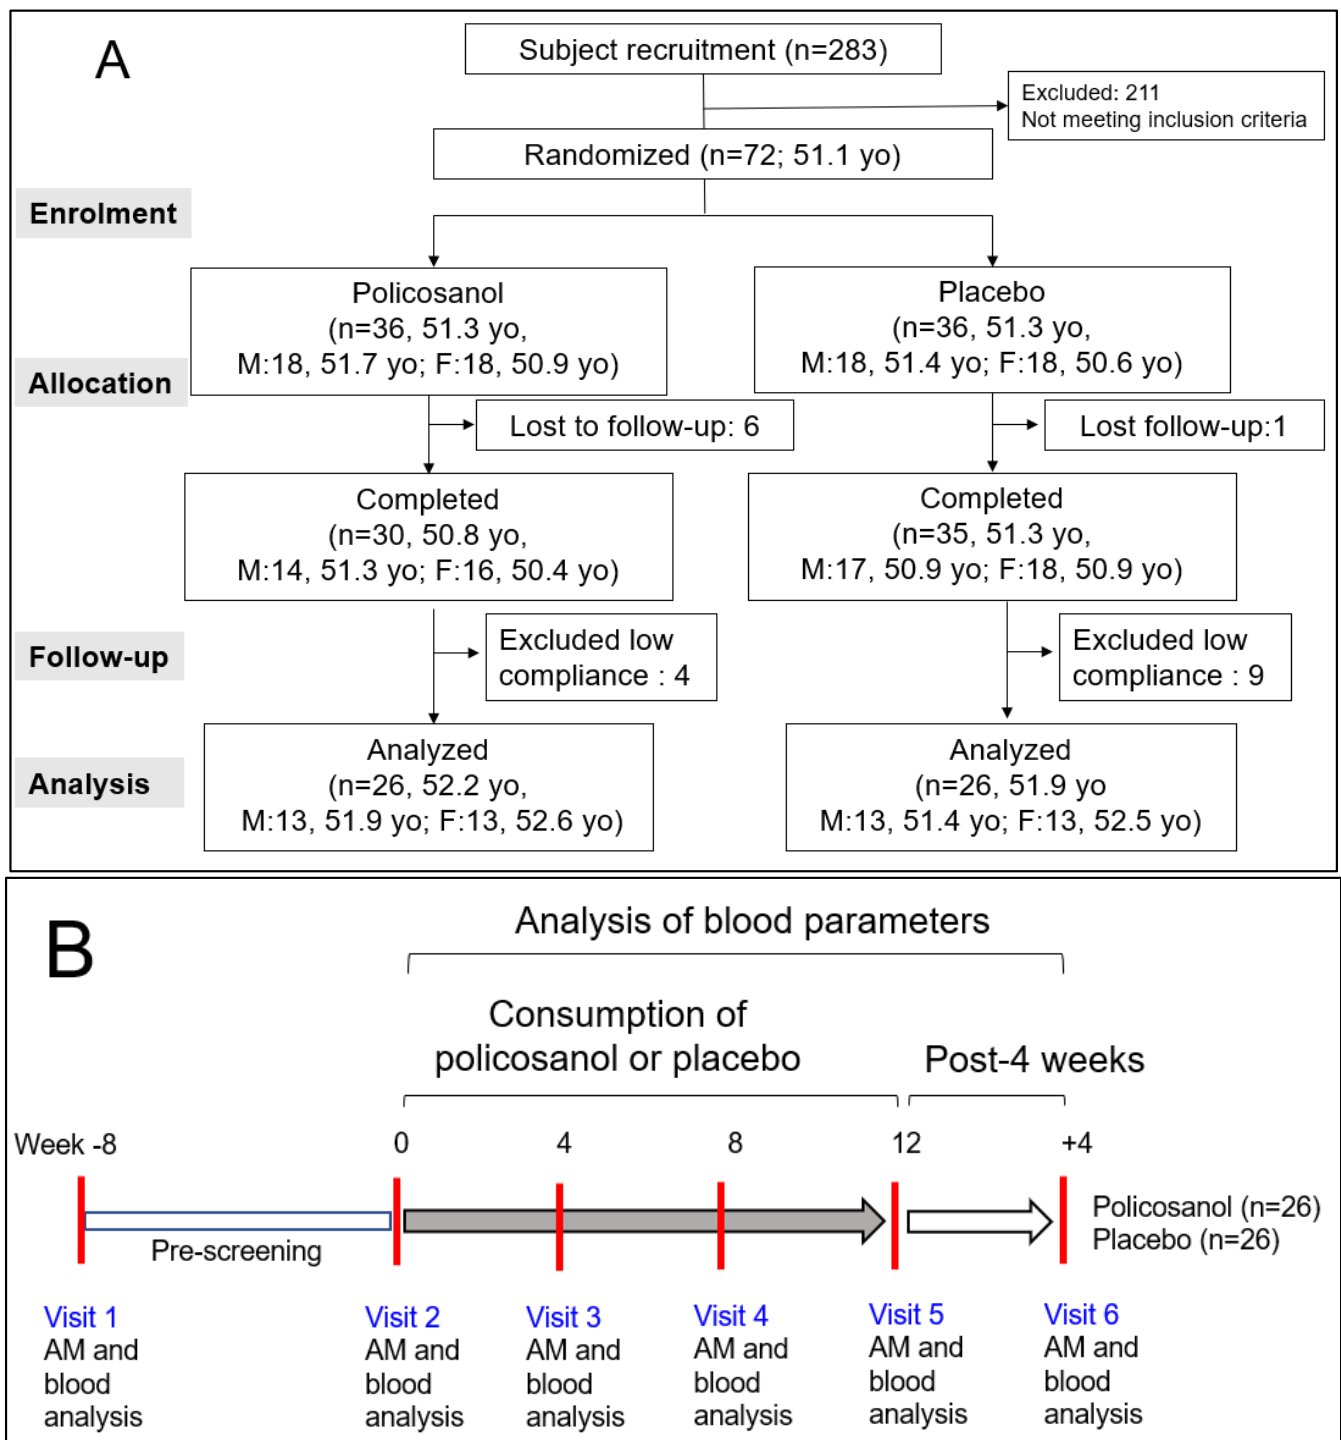 A
Subject recruitment (n=283)
Excluded: 211
Not meeting inclusion criteria
Randomized (n=72; 51.1 yo)
Enrolment
Policosanol
(n=36, 51.3 yo,
M:18, 51.7 yo; F:18, 50.9 yo)
Placebo
(n=36, 51.3 yo,
M:18, 51.4 yo; F:18, 50.6 yo)
Allocation
Lost to follow-up: 6
Lost follow-up:1
Completed
(n=30, 50.8 yo,
M:14, 51.3 yo; F:16, 50.4 yo)
Completed
(n=35, 51.3 yo,
M:17, 50.9 yo; F:18, 50.9 yo)
Follow-up
Excluded low
compliance : 4
Excluded low
compliance : 9
Analysis
Analyzed
(n=26, 52.2 yo,
M:13, 51.9 yo; F:13, 52.6 yo)
Analyzed
(n=26, 51.9 yo
M:13, 51.4 yo; F:13, 52.5 yo)
B
Analysis of blood parameters
Consumption of
policosanol or placebo
Post-4 weeks
Week -8 0 4 8 12 +4
Pre-screening
Policosanol (n=26)
Placebo (n=26)
Visit 1
AM and
blood
analysis
Visit 2
AM and
blood
analysis
Visit 3
AM and
blood
analysis
Visit 4
AM and
blood
analysis
Visit 5
AM and
blood
analysis
Visit 6
AM and
blood
analysis